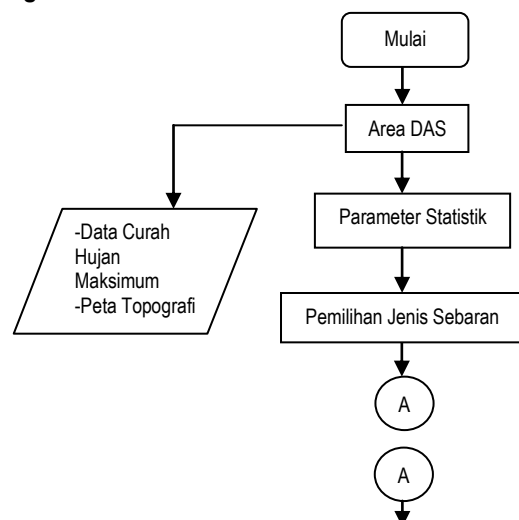 Mulai
Area DAS
-Data Curah
Hujan
Maksimum
-Peta Topografi
Parameter Statistik
Pemilihan Jenis Sebaran
A
A